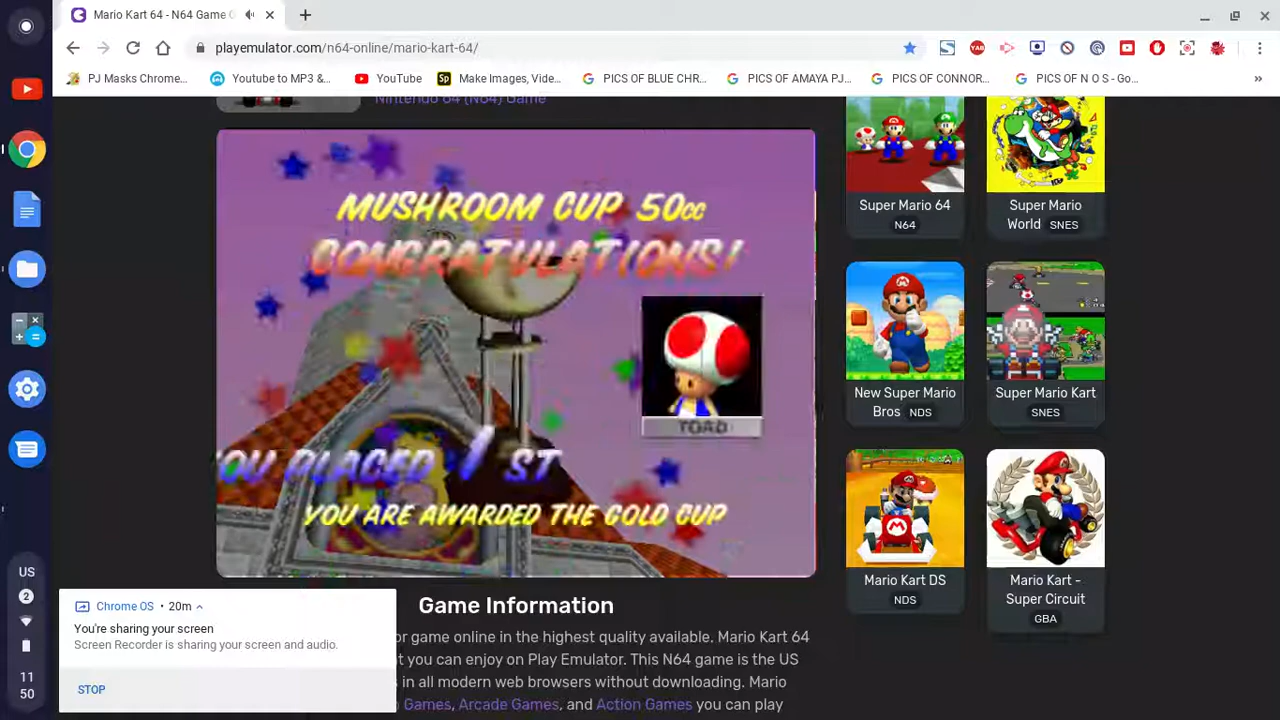 Mario Kart 64 - N64 Game O
playemulator.com/n64-online/mario-kart-64/
PJ Masks Chrome...
Youtube to MP3 &...
YouTube
Make Images, Vide...
PICS OF BLUE CHR...
PICS OF AMAYA PJ...
PICS OF CONNOR...
PICS OF N O S - Go...
»
Nintendo 64 (N64) Game
MUSHROOM CUP 50cc
CONGRATULATIONS!
TOAD
YOU PLACED 1 ST
YOU ARE AWARDED THE GOLD CUP
Super Mario 64
N64
Super Mario
World SNES
New Super Mario
Bros NDS
Super Mario Kart
SNES
Mario Kart DS
NDS
Mario Kart -
Super Circuit
GBA
Game Information
or game online in the highest quality available. Mario Kart 64
t you can enjoy on Play Emulator. This N64 game is the US
s in all modern web browsers without downloading. Mario
Games, Arcade Games, and Action Games you can play
Chrome OS • 20m
You're sharing your screen
Screen Recorder is sharing your screen and audio.
STOP
US
2
11
50